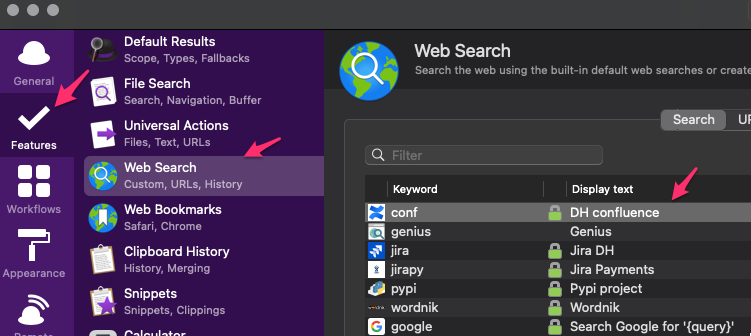 General
Features
Workflows
Appearance
Remote
Default Results
Scope, Types, Fallbacks
File Search
Search, Navigation, Buffer
Universal Actions
Files, Text, URLs
Web Search
Custom, URLs, History
Web Bookmarks
Safari, Chrome
Clipboard History
History, Merging
Snippets
Snippets, Clippings
Calculator
Web Search
Search the web using the built-in default web searches or create
Search
Filter
Keyword Display text
conf DH confluence
genius Genius
jira Jira DH
jirapy Jira Payments
pypi Pypi project
wordnik Wordnik
google Search Google for '{query}'